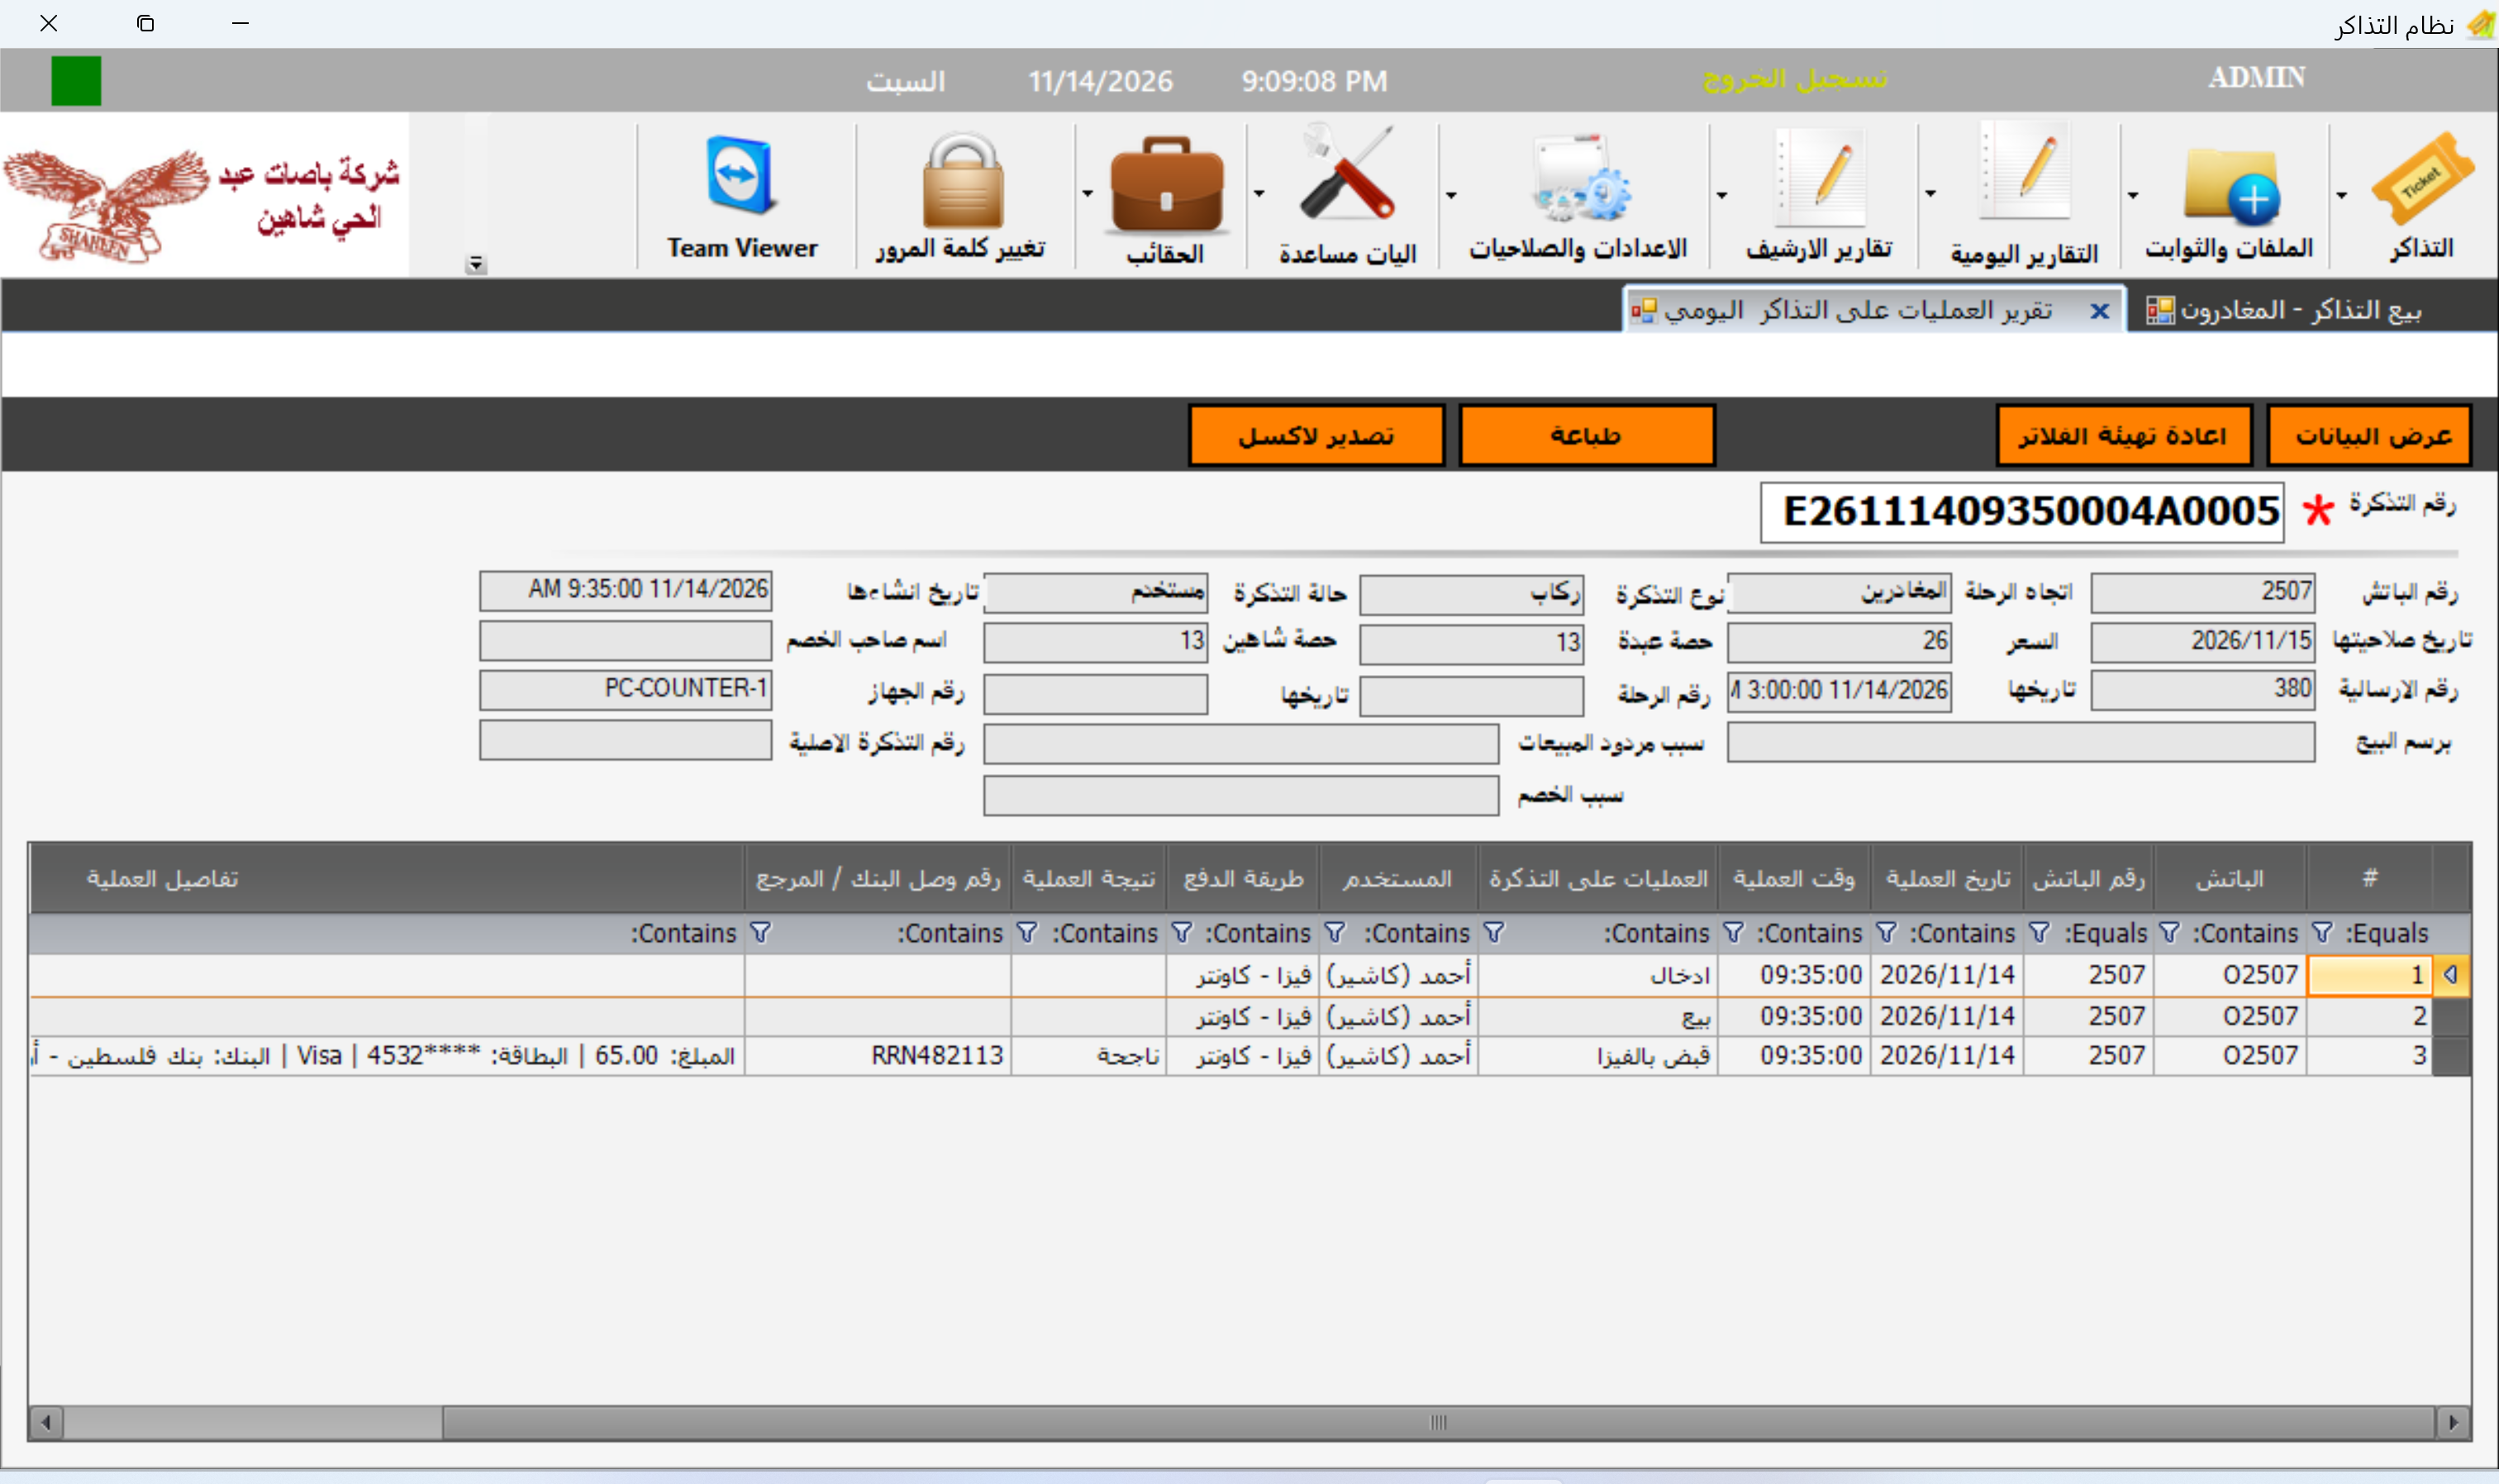 نظام التذاكر
ADMIN
تسجيل الخروج
9:09:08 PM
11/14/2026
السبت
Ticket
التذاكر
الملفات والثوابت
التقارير اليومية
تقارير الارشيف
الاعدادات والصلاحيات
اليات مساعدة
الحقائب
تغيير كلمة المرور
Team Viewer
شركة باصات عبد
الحي شاهين
SHAHEEN
بيع التذاكر - المغادرون
تقرير العمليات على التذاكر اليومي
عرض البيانات
اعادة تهيئة الفلاتر
طباعة
تصدير لاكسل
رقم التذكرة * E26111409350004A0005
رقم الباتش 2507 اتجاه الرحلة المغادرين نوع التذكرة ركاب حالة التذكرة مستخدم تاريخ انشاءها AM 9:35:00 11/14/2026
تاريخ صلاحيتها 2026/11/15 السعر 26 حصة عبدة 13 حصة شاهين 13 اسم صاحب الخصم
رقم الارسالية 380 تاريخها 3:00:00 11/14/2026 رقم الرحلة تاريخها رقم الجهاز PC-COUNTER-1
برسم البيع سبب مردود المبيعات رقم التذكرة الاصلية
سبب الخصم
# الباتش رقم الباتش تاريخ العملية وقت العملية العمليات على التذكرة المستخدم طريقة الدفع نتيجة العملية رقم وصل البنك / المرجع تفاصيل العملية
Equals: Contains: Equals: Contains: Contains: Contains: Contains: Contains: Contains: Contains: Contains:
1 O2507 2507 2026/11/14 09:35:00 ادخال أحمد (كاشير) فيزا - كاونتر
2 O2507 2507 2026/11/14 09:35:00 بيع أحمد (كاشير) فيزا - كاونتر
3 O2507 2507 2026/11/14 09:35:00 قبض بالفيزا أحمد (كاشير) فيزا - كاونتر ناجحة RRN482113 المبلغ: 65.00 | البطاقة: ****4532 | Visa | البنك: بنك فلسطين -